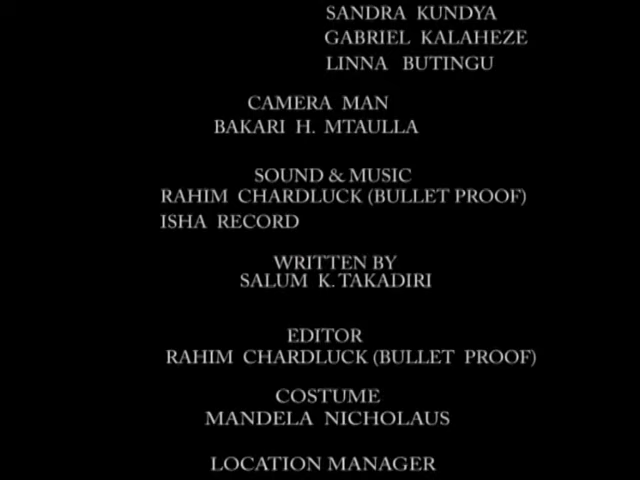 SANDRA KUNDYA
GABRIEL KALAHEZE
LINNA BUTINGU
CAMERA MAN
BAKARI H. MTAULLA
SOUND & MUSIC
RAHIM CHARDLUCK (BULLET PROOF)
ISHA RECORD
WRITTEN BY
SALUM K. TAKADIRI
EDITOR
RAHIM CHARDLUCK (BULLET PROOF)
COSTUME
MANDELA NICHOLAUS
LOCATION MANAGER